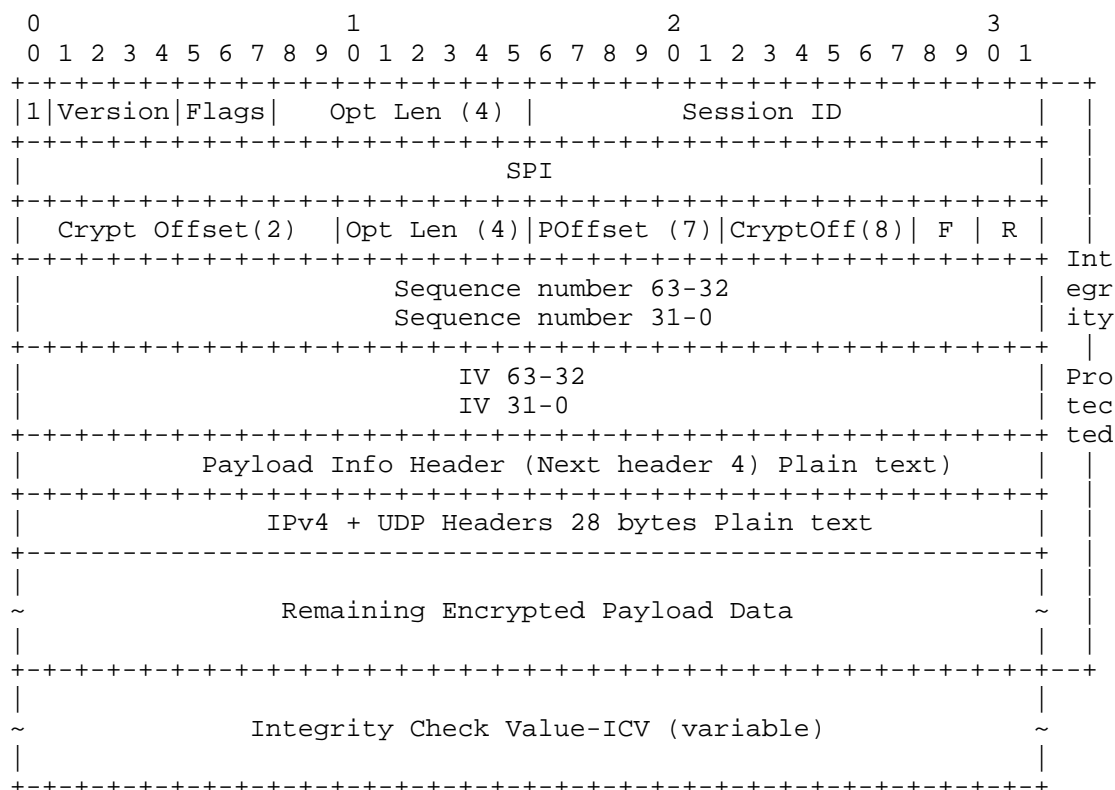 0                   1                   2                   3
 0 1 2 3 4 5 6 7 8 9 0 1 2 3 4 5 6 7 8 9 0 1 2 3 4 5 6 7 8 9 0 1
+-+-+-+-+-+-+-+-+-+-+-+-+-+-+-+-+-+-+-+-+-+-+-+-+-+-+-+-+-+-+-+-+--+
|1|Version|Flags|   Opt Len (4) |         Session ID            |  |
+-+-+-+-+-+-+-+-+-+-+-+-+-+-+-+-+-+-+-+-+-+-+-+-+-+-+-+-+-+-+-+-+  |
|                              SPI                              |  |
+-+-+-+-+-+-+-+-+-+-+-+-+-+-+-+-+-+-+-+-+-+-+-+-+-+-+-+-+-+-+-+-+  |
|  Crypt Offset(2)  |Opt Len (4)|POffset (7)|CryptOff(8)| F | R |  |
+-+-+-+-+-+-+-+-+-+-+-+-+-+-+-+-+-+-+-+-+-+-+-+-+-+-+-+-+-+-+-+-+ Int
|                       Sequence number 63-32                   | egr
|                       Sequence number 31-0                    | ity
+-+-+-+-+-+-+-+-+-+-+-+-+-+-+-+-+-+-+-+-+-+-+-+-+-+-+-+-+-+-+-+-+  |
|                           IV 63-32                            | Pro
|                           IV 31-0                             | tec
+-+-+-+-+-+-+-+-+-+-+-+-+-+-+-+-+-+-+-+-+-+-+-+-+-+-+-+-+-+-+-+-+ ted
|           Payload Info Header (Next header 4) Plain text)     |  |
+-+-+-+-+-+-+-+-+-+-+-+-+-+-+-+-+-+-+-+-+-+-+-+-+-+-+-+-+-+-+-+-+  |
|               IPv4 + UDP Headers 28 bytes Plain text          |  |
+---------------------------------------------------------------+  |
|                                                               |  |
~                Remaining Encrypted Payload Data               ~  |
|                                                               |  |
+-+-+-+-+-+-+-+-+-+-+-+-+-+-+-+-+-+-+-+-+-+-+-+-+-+-+-+-+-+-+-+-+--+
|                                                               |
~              Integrity Check Value-ICV (variable)             ~
|                                                               |
+-+-+-+-+-+-+-+-+-+-+-+-+-+-+-+-+-+-+-+-+-+-+-+-+-+-+-+-+-+-+-+-+